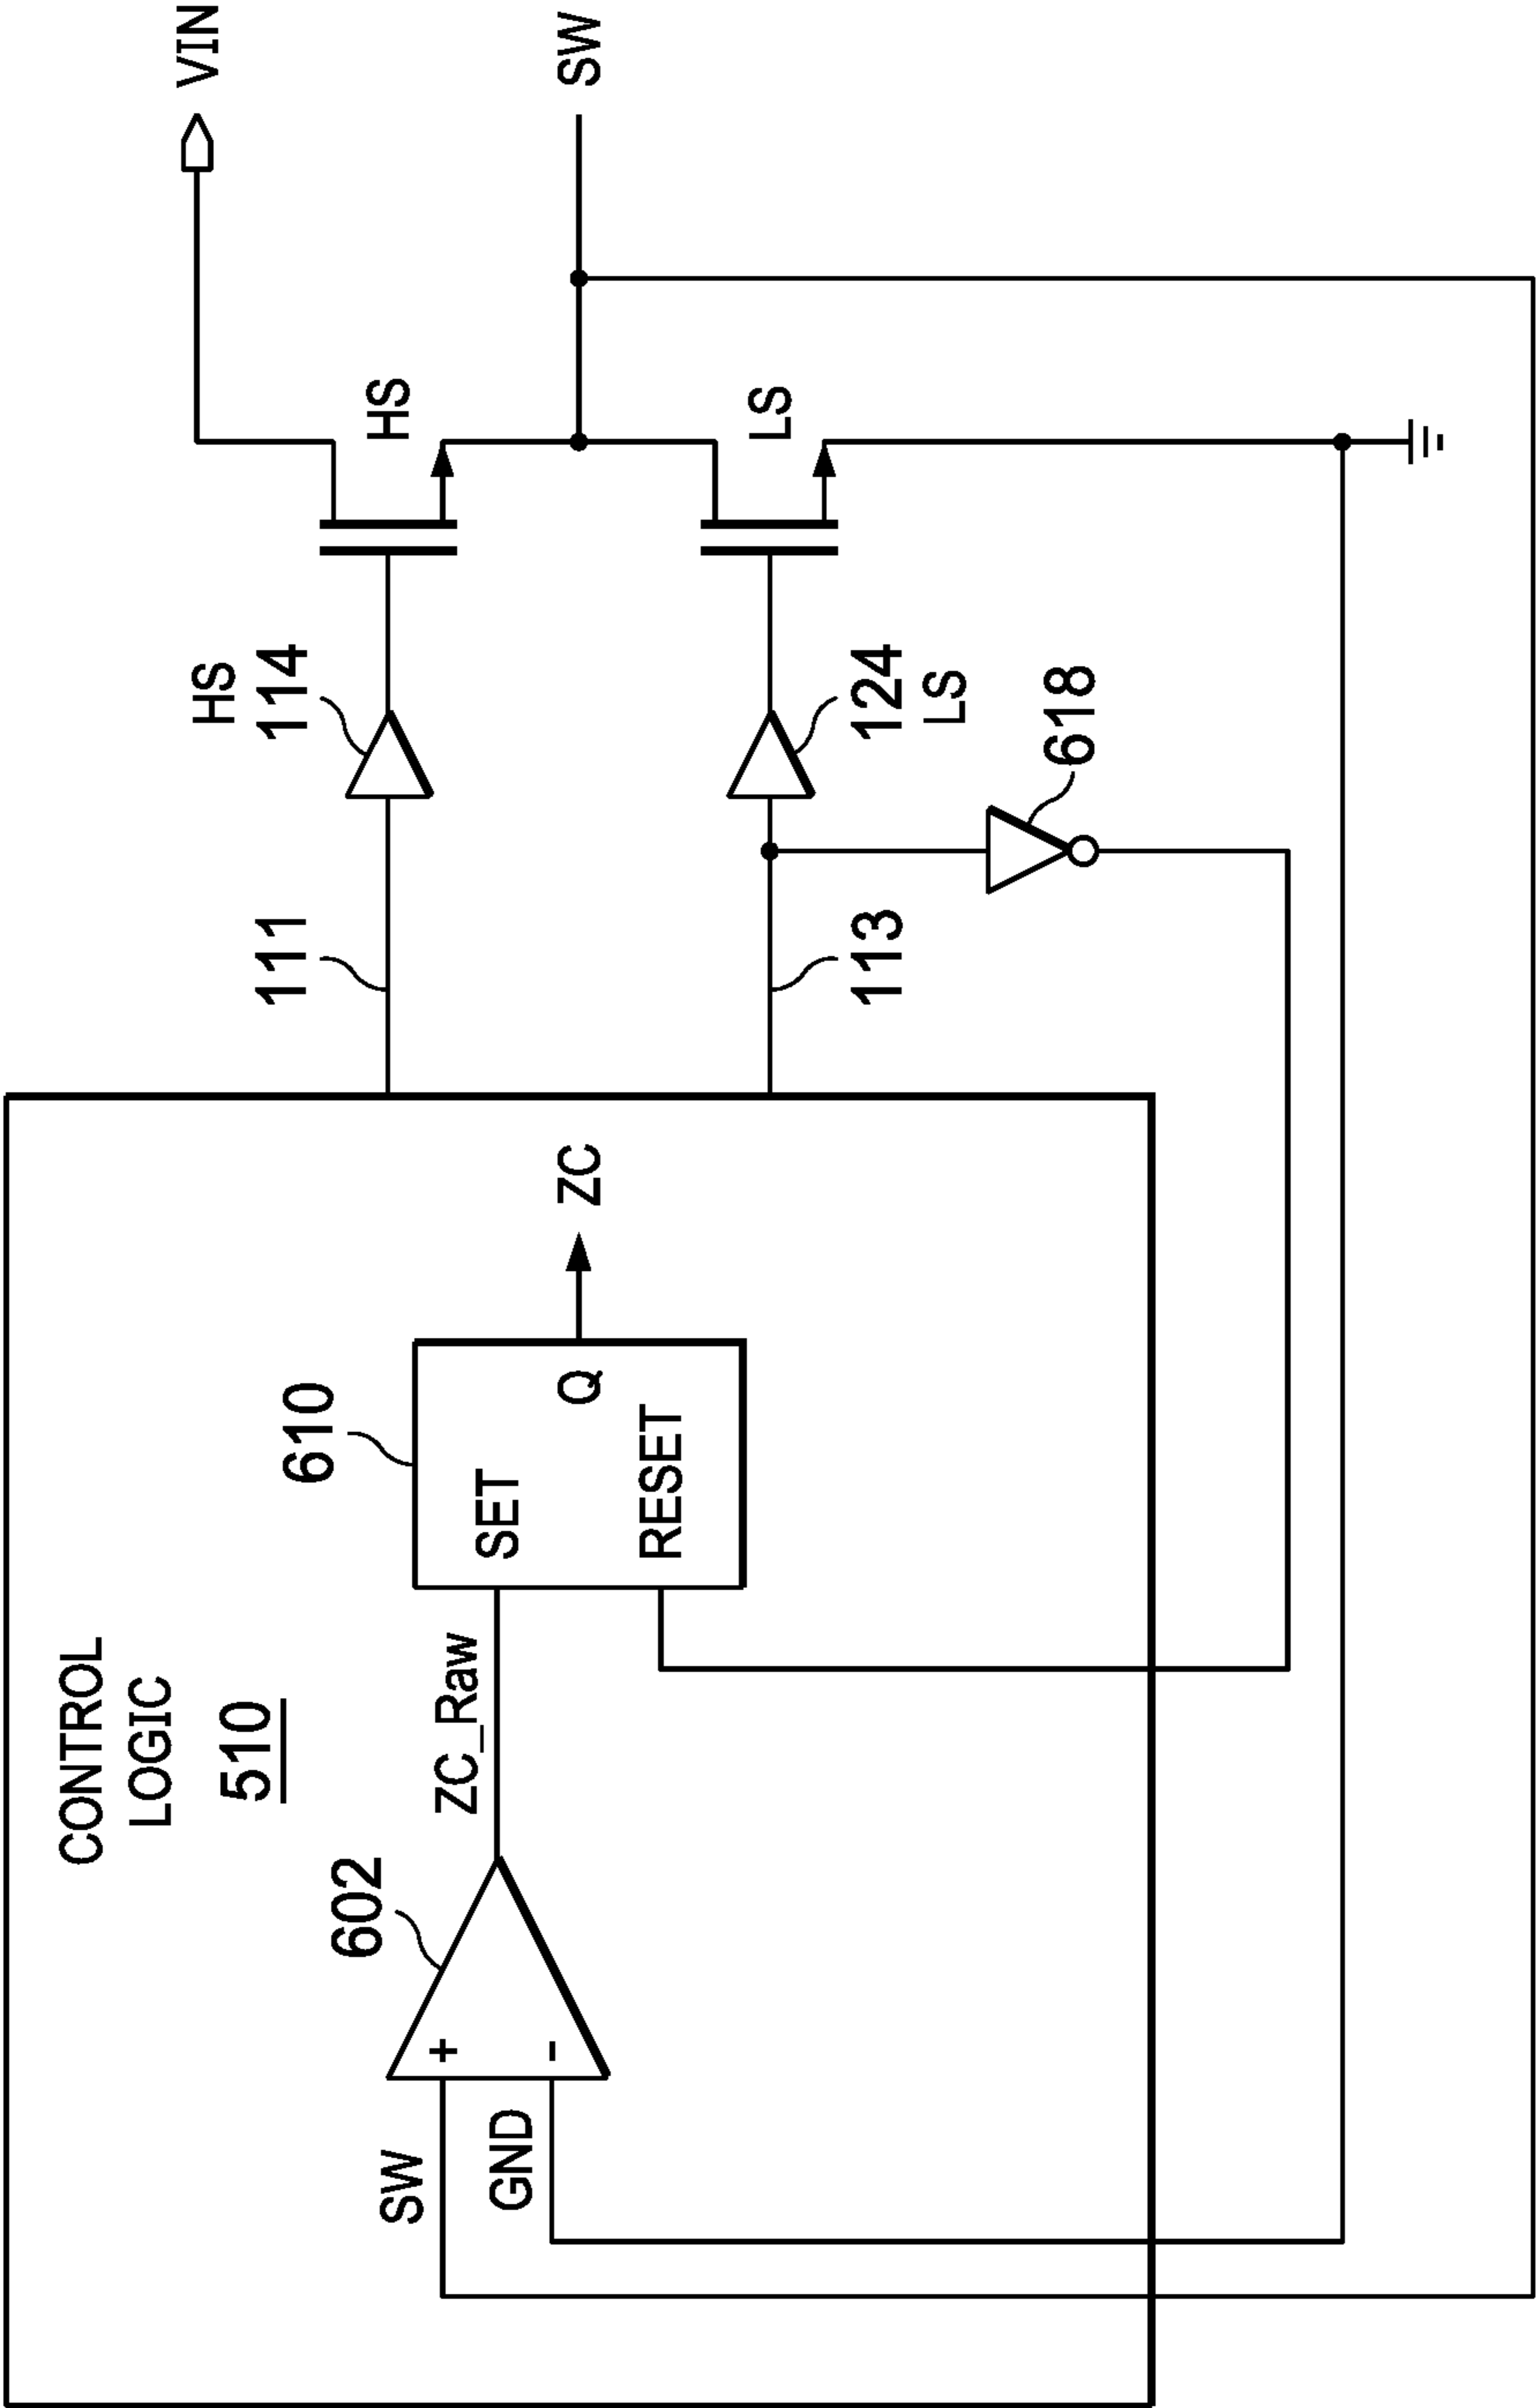 CONTROL
LOGIC
510
602
SW
+
GND
-
ZC_Raw
610
SET
Q
RESET
ZC
111
113
HS
114
124
LS
618
HS
LS
VIN
SW